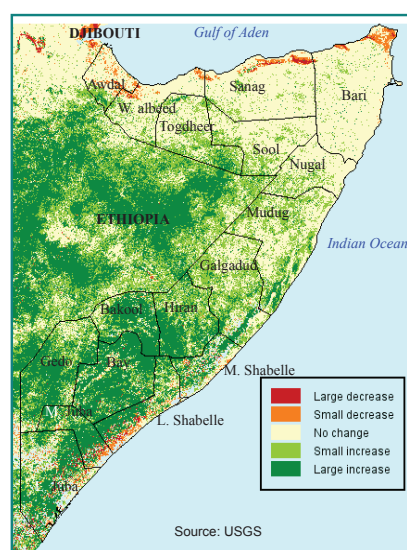 DJIBOUTI
Gulf of Aden
Awdal
Sanag
Bari
W. albeed
Togdheer
Sool
Nugal
ETHIOPIA
Mudug
Indian Ocean
Galgadud
Bakool
Hiran
Gedo
Bay
M. Shabelle
M. Juba
L. Shabelle
Juba
Large decrease
Small decrease
No change
Small increase
Large increase
Source: USGS